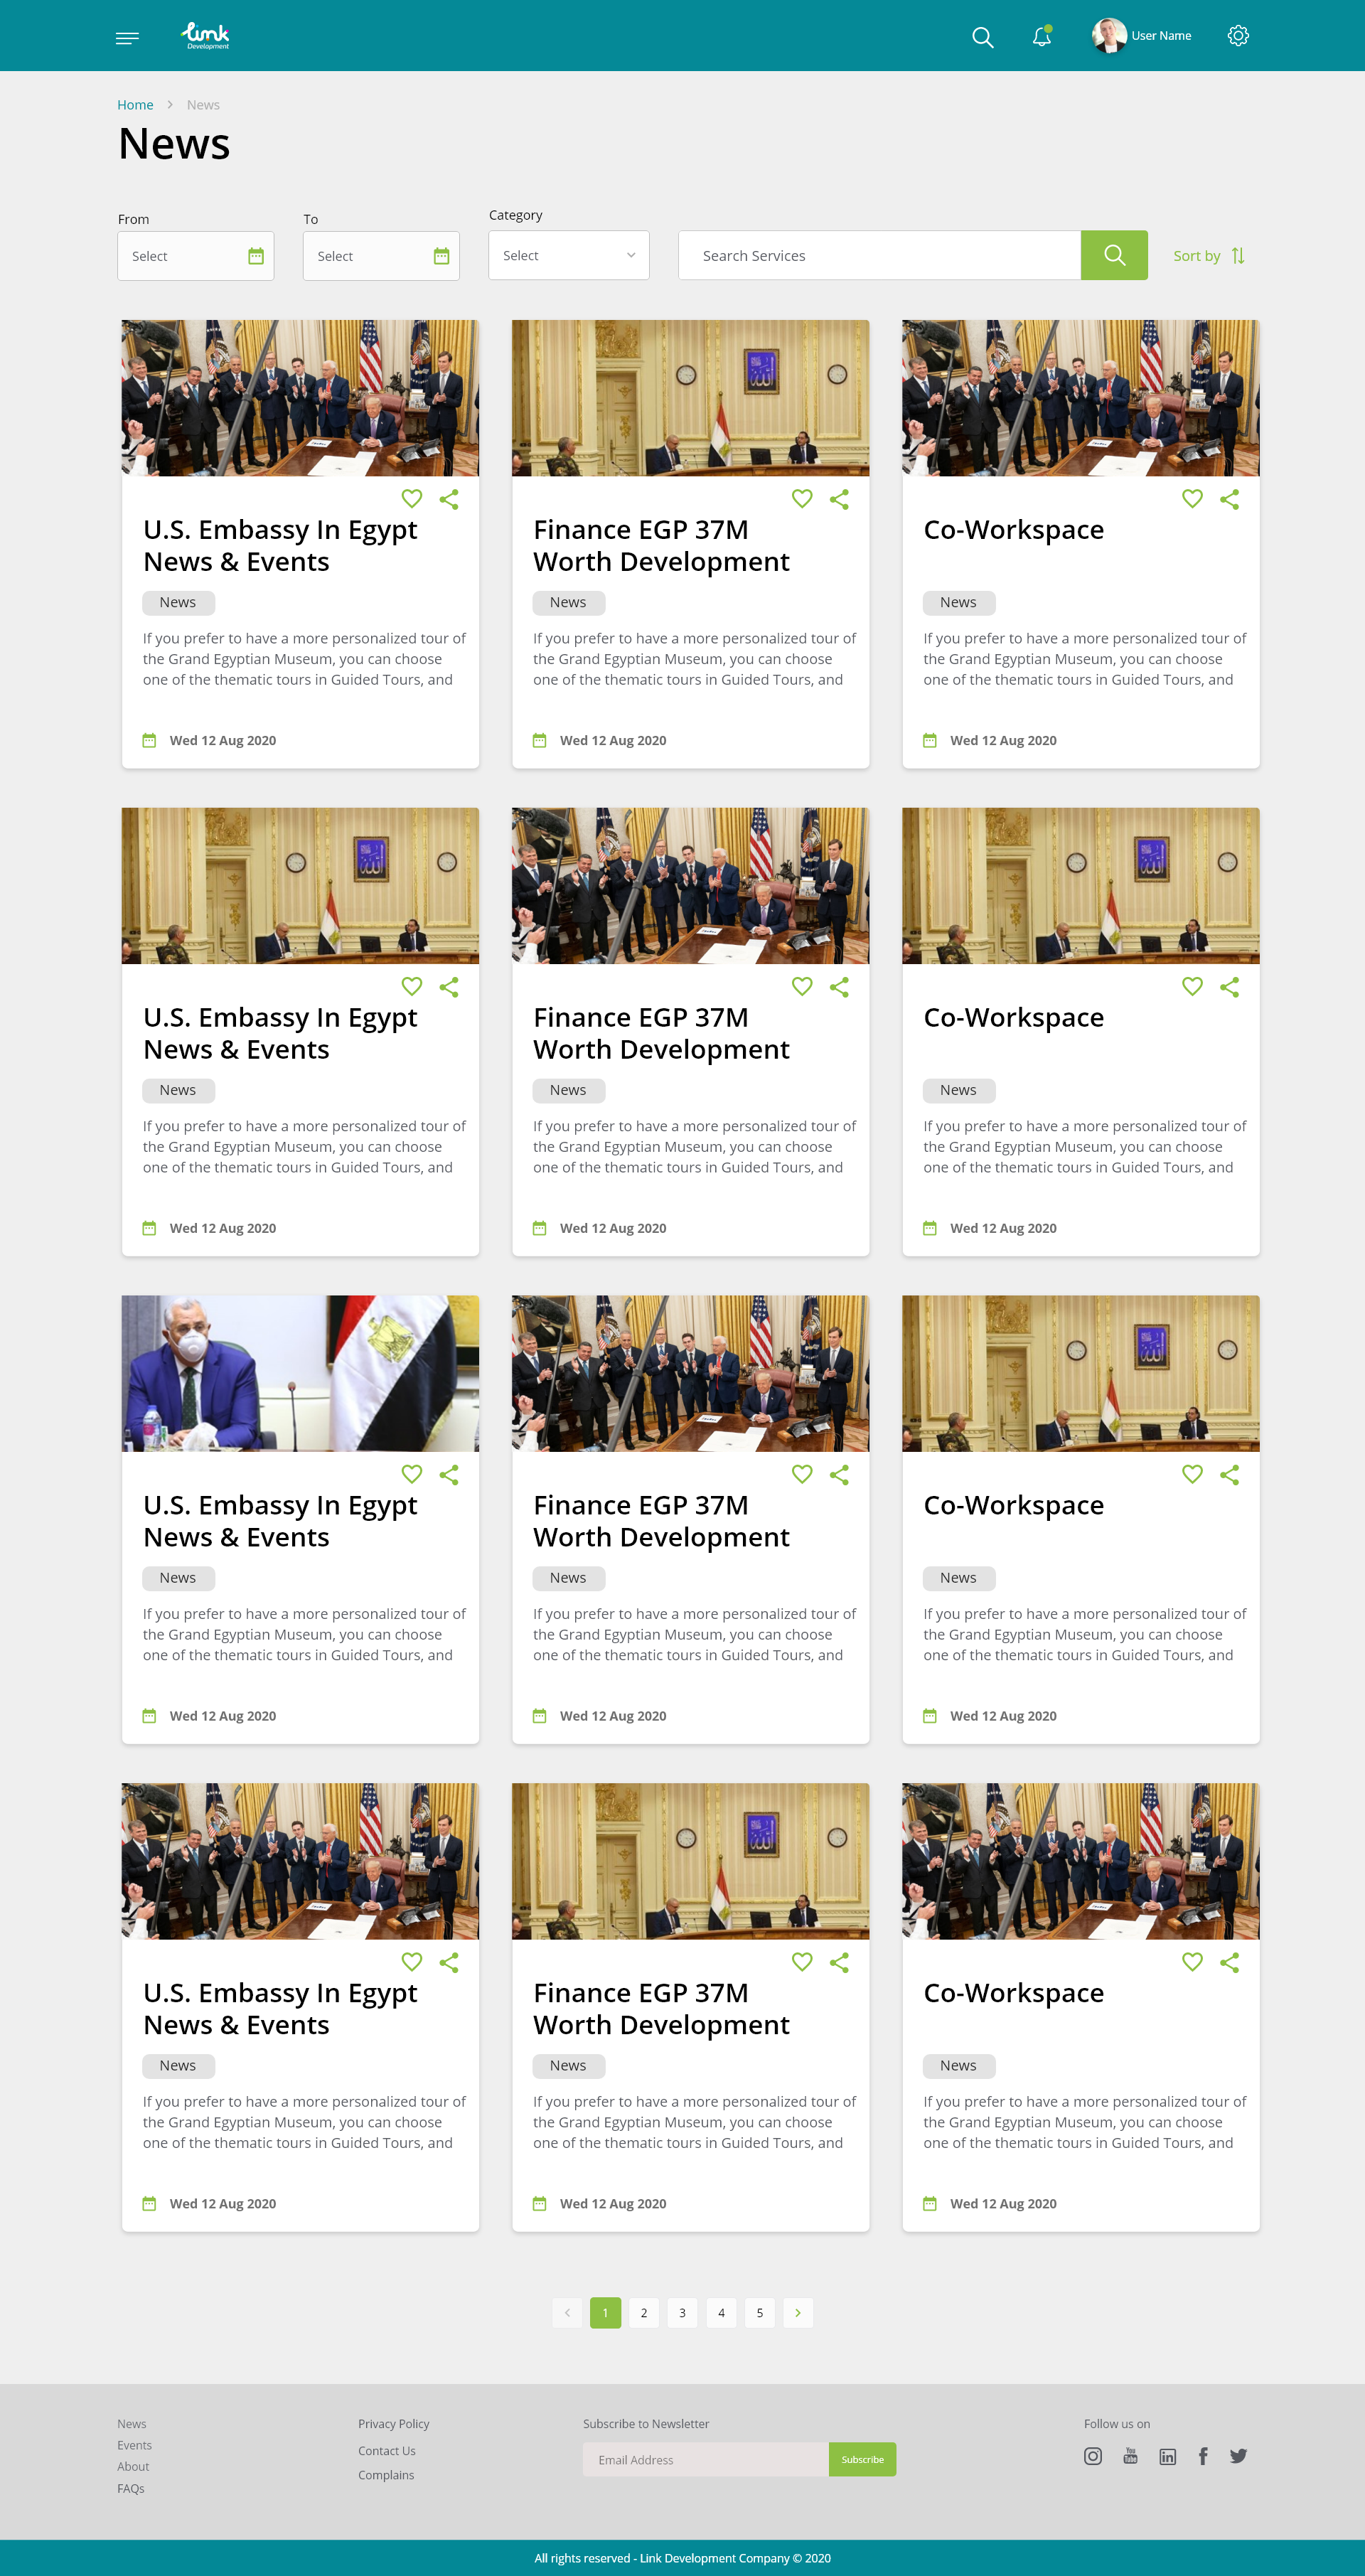 link
Development
User Name
Home > News
News
From
To
Category
Select
Select
Select
Search Services
Sort by
U.S. Embassy In Egypt
News & Events
News
If you prefer to have a more personalized tour of
the Grand Egyptian Museum, you can choose
one of the thematic tours in Guided Tours, and
Wed 12 Aug 2020
Finance EGP 37M
Worth Development
News
If you prefer to have a more personalized tour of
the Grand Egyptian Museum, you can choose
one of the thematic tours in Guided Tours, and
Wed 12 Aug 2020
Co-Workspace
News
If you prefer to have a more personalized tour of
the Grand Egyptian Museum, you can choose
one of the thematic tours in Guided Tours, and
Wed 12 Aug 2020
U.S. Embassy In Egypt
News & Events
News
If you prefer to have a more personalized tour of
the Grand Egyptian Museum, you can choose
one of the thematic tours in Guided Tours, and
Wed 12 Aug 2020
Finance EGP 37M
Worth Development
News
If you prefer to have a more personalized tour of
the Grand Egyptian Museum, you can choose
one of the thematic tours in Guided Tours, and
Wed 12 Aug 2020
Co-Workspace
News
If you prefer to have a more personalized tour of
the Grand Egyptian Museum, you can choose
one of the thematic tours in Guided Tours, and
Wed 12 Aug 2020
U.S. Embassy In Egypt
News & Events
News
If you prefer to have a more personalized tour of
the Grand Egyptian Museum, you can choose
one of the thematic tours in Guided Tours, and
Wed 12 Aug 2020
Finance EGP 37M
Worth Development
News
If you prefer to have a more personalized tour of
the Grand Egyptian Museum, you can choose
one of the thematic tours in Guided Tours, and
Wed 12 Aug 2020
Co-Workspace
News
If you prefer to have a more personalized tour of
the Grand Egyptian Museum, you can choose
one of the thematic tours in Guided Tours, and
Wed 12 Aug 2020
U.S. Embassy In Egypt
News & Events
News
If you prefer to have a more personalized tour of
the Grand Egyptian Museum, you can choose
one of the thematic tours in Guided Tours, and
Wed 12 Aug 2020
Finance EGP 37M
Worth Development
News
If you prefer to have a more personalized tour of
the Grand Egyptian Museum, you can choose
one of the thematic tours in Guided Tours, and
Wed 12 Aug 2020
Co-Workspace
News
If you prefer to have a more personalized tour of
the Grand Egyptian Museum, you can choose
one of the thematic tours in Guided Tours, and
Wed 12 Aug 2020
1 2 3 4 5
News
Events
About
FAQs
Privacy Policy
Contact Us
Complains
Subscribe to Newsletter
Email Address
Subscribe
Follow us on
You
Tube
All rights reserved - Link Development Company © 2020